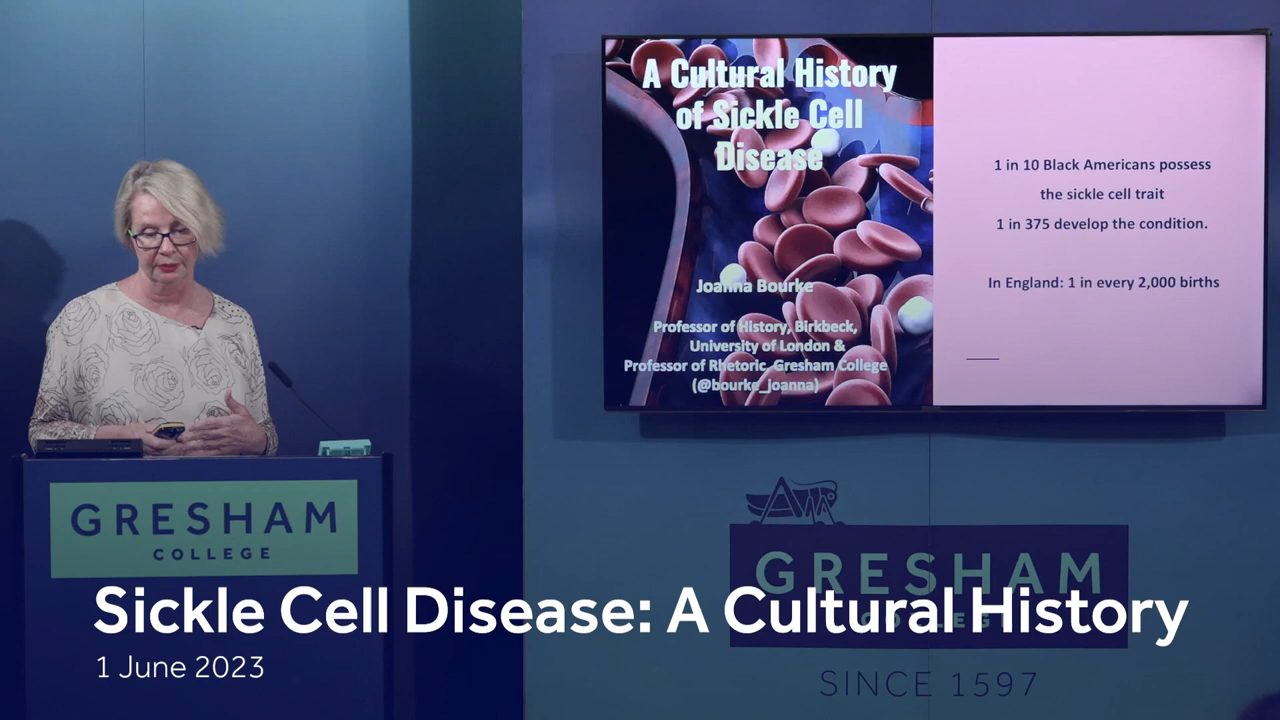 A Cultural History
of Sickle Cell
Disease
Joanna Bourke
Professor of History, Birkbeck,
University of London &
Professor of Rhetoric, Gresham College
(@bourke_joanna)
1 in 10 Black Americans possess
the sickle cell trait
1 in 375 develop the condition.
In England: 1 in every 2,000 births
GRESHAM
COLLEGE
GRESHAM
COLLEGE
SINCE 1597
Sickle Cell Disease: A Cultural History
1 June 2023